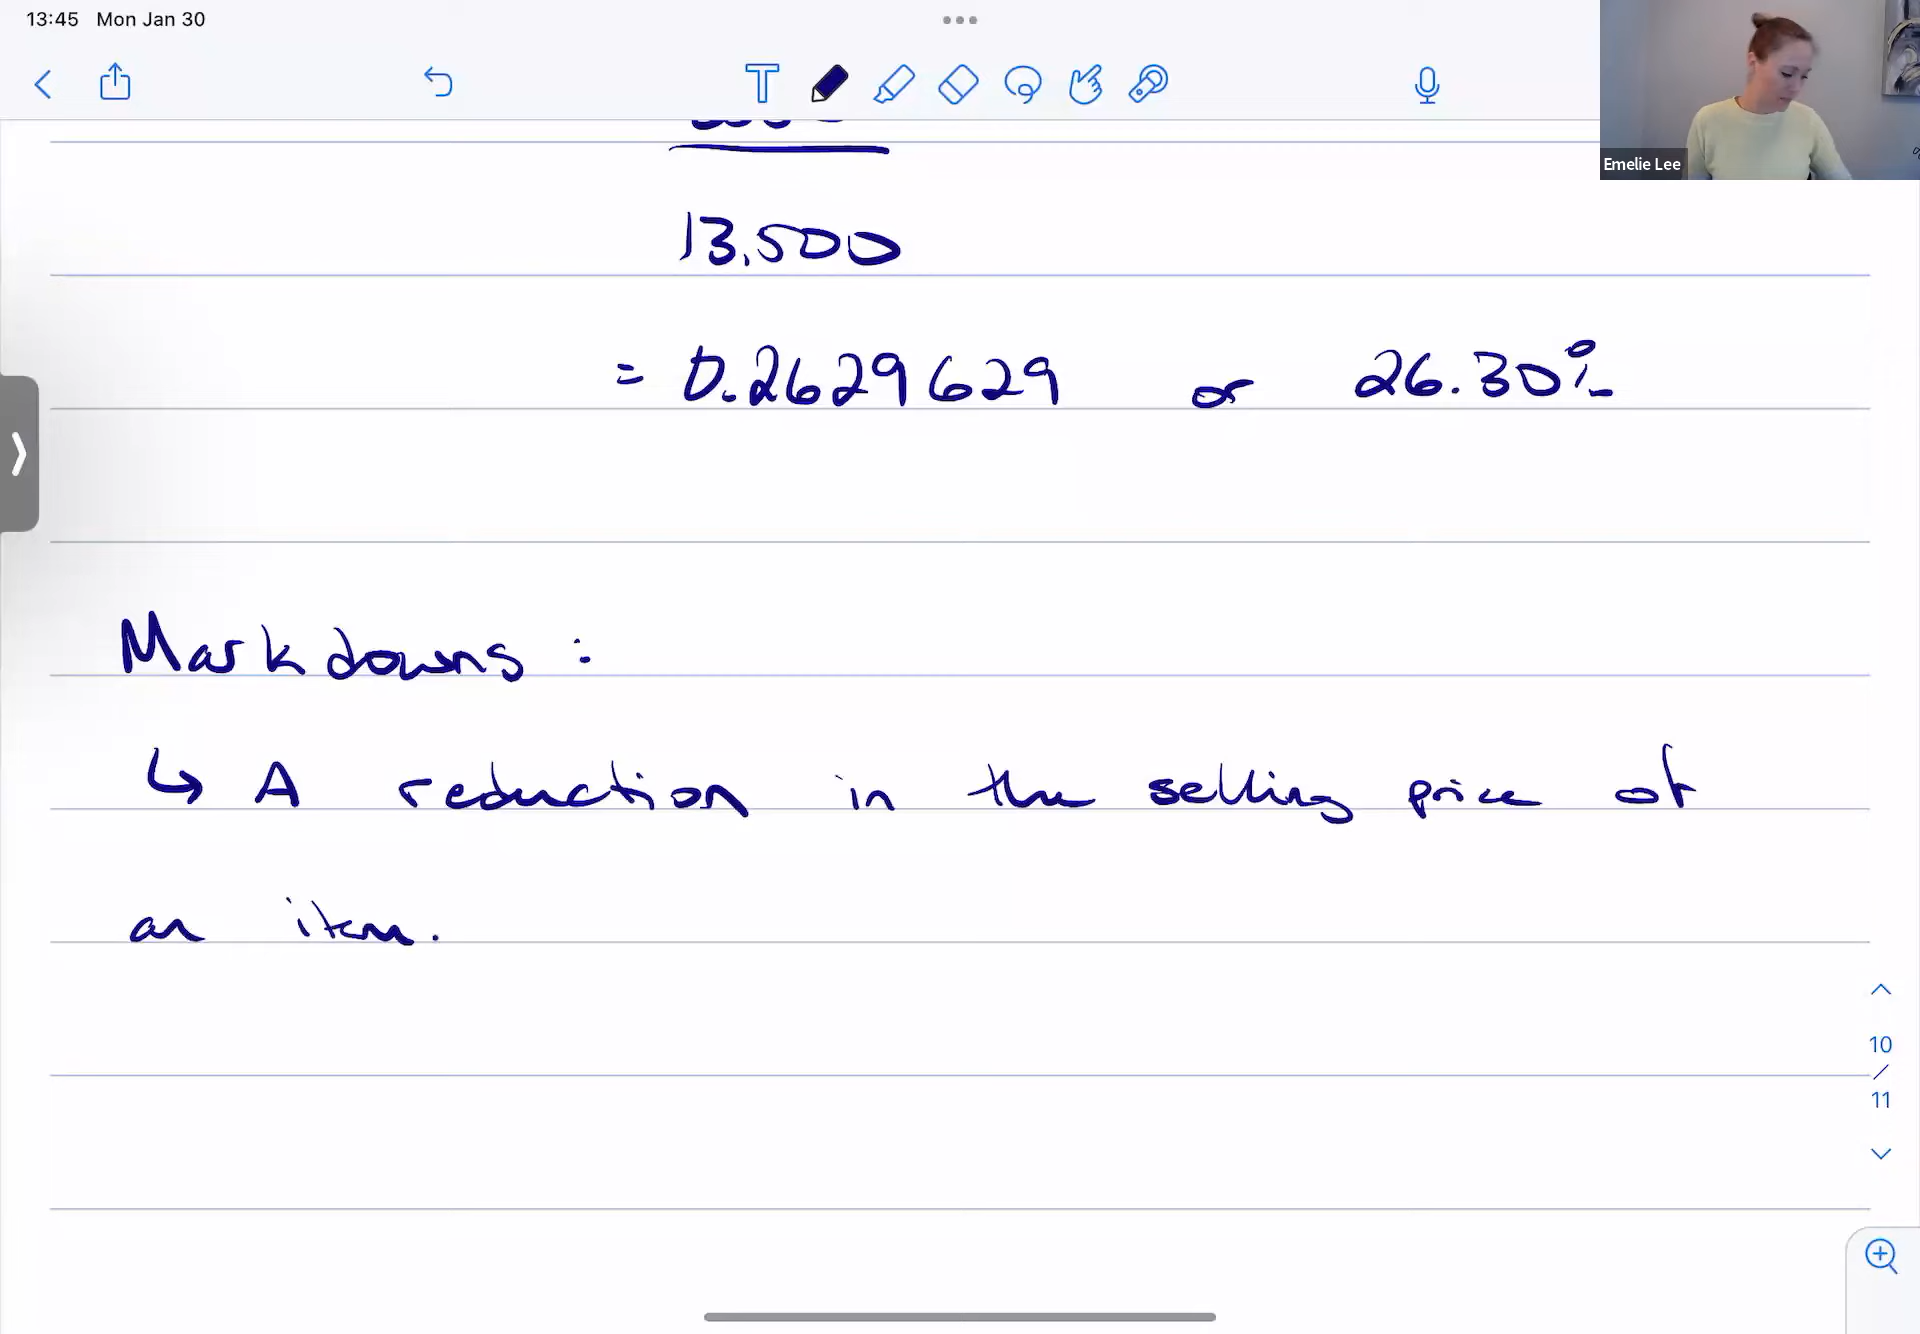 13:45 Mon Jan 30
Emelie Lee
13,500
= 0.2629629 or 26.30%
Markdowns :
↳ A reduction in the selling price of
an item.
10
/
11